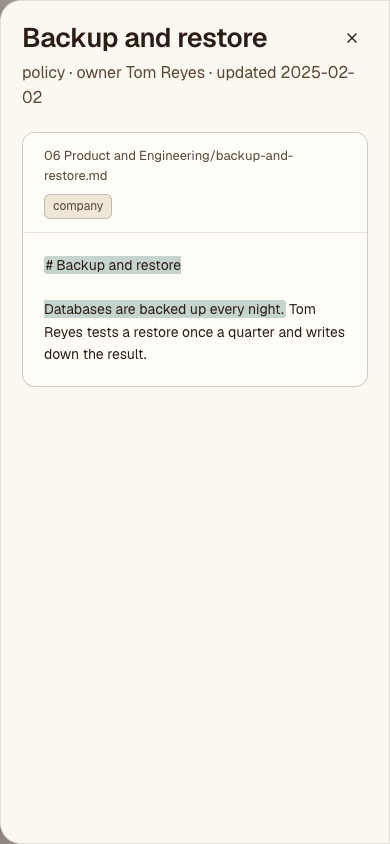 Backup and restore
policy · owner Tom Reyes · updated 2025-02-
02
06 Product and Engineering/backup-and-
restore.md
company
# Backup and restore
Databases are backed up every night. Tom
Reyes tests a restore once a quarter and writes
down the result.